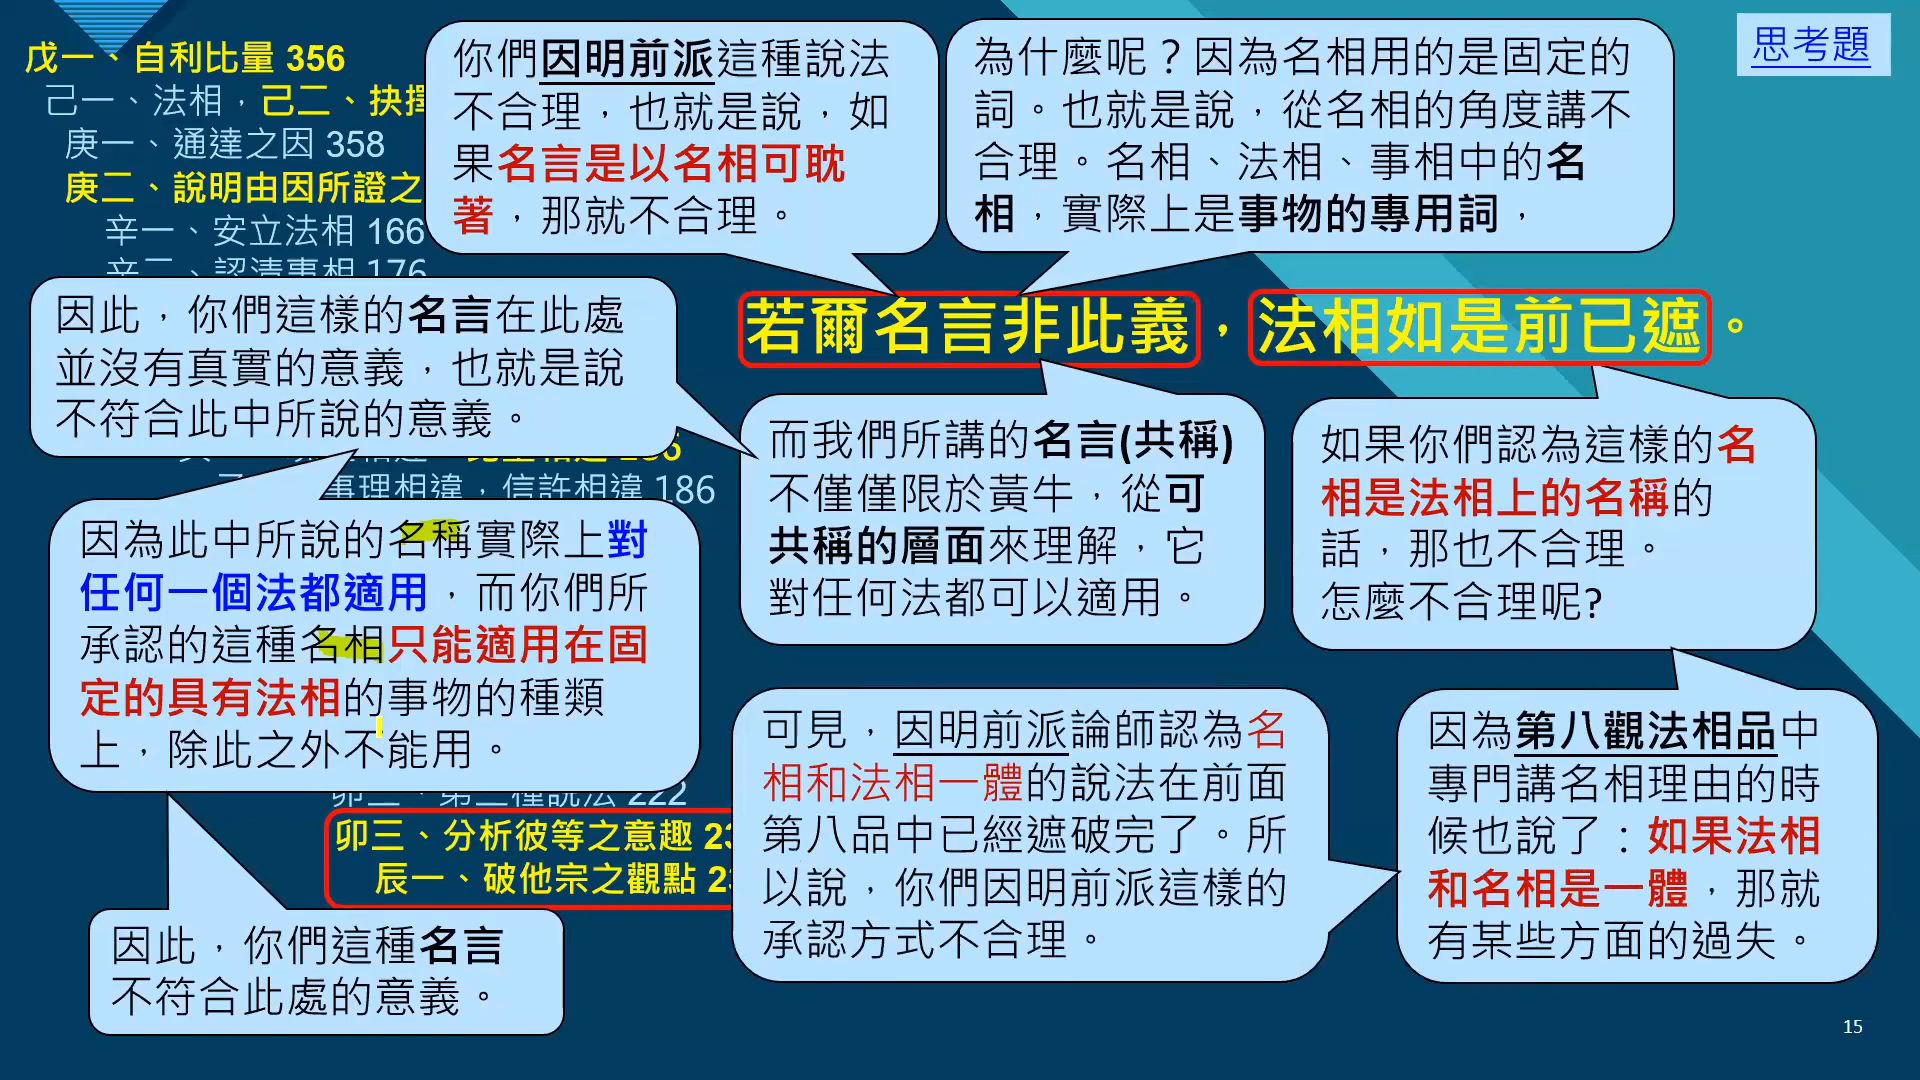 思考題
戊一、自利比量 356
己一、法相，己二、抉擇
庚一、通達之因 358
庚二、說明由因所證之
辛一、安立法相 166
辛二、認清事相 176
你們因明前派這種說法
不合理，也就是說，如
果名言是以名相可耽
著，那就不合理。
為什麼呢？因為名相用的是固定的
詞。也就是說，從名相的角度講不
合理。名相、法相、事相中的名
相，實際上是事物的專用詞，
若爾名言非此義，法相如是前已遮。
因此，你們這樣的名言在此處
並沒有真實的意義，也就是說
不符合此中所說的意義。
事理相違，信許相違 186
因為此中所說的名稱實際上對
任何一個法都適用，而你們所
承認的這種名相只能適用在固
定的具有法相的事物的種類
上，除此之外不能用。
而我們所講的名言(共稱)
不僅僅限於黃牛，從可
共稱的層面來理解，它
對任何法都可以適用。
如果你們認為這樣的名
相是法相上的名稱的
話，那也不合理。
怎麼不合理呢?
卯二、第二種說法 222
卯三、分析彼等之意趣 23
辰一、破他宗之觀點 23
因此，你們這種名言
不符合此處的意義。
可見，因明前派論師認為名
相和法相一體的說法在前面
第八品中已經遮破完了。所
以說，你們因明前派這樣的
承認方式不合理。
因為第八觀法相品中
專門講名相理由的時
候也說了：如果法相
和名相是一體，那就
有某些方面的過失。
15